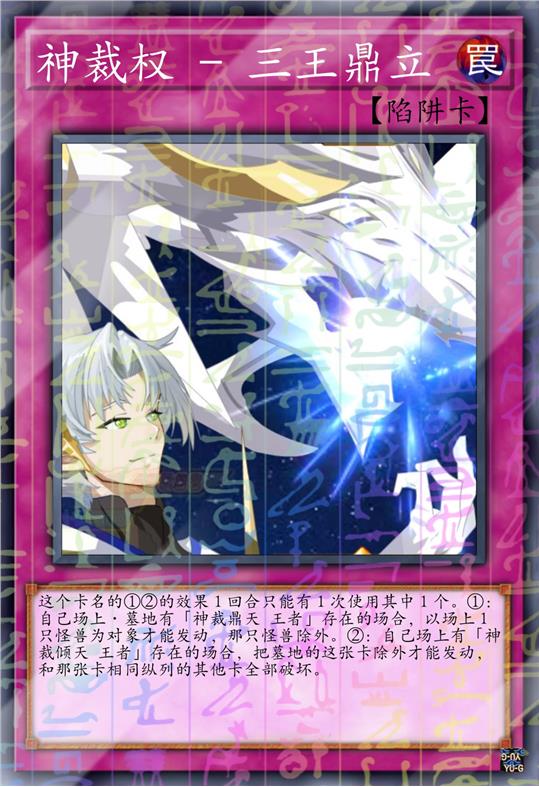 神裁权 - 三王鼎立
罠
【陷阱卡】
这个卡名的①②的效果1回合只能有1次使用其中1个。①：
自己场上·墓地有「神裁鼎天 王者」存在的场合，以场上1
只怪兽为对象才能发动，那只怪兽除外。②：自己场上有「神
裁倾天 王者」存在的场合，把墓地的这张卡除外才能发动，
和那张卡相同纵列的其他卡全部破坏。
YU-G